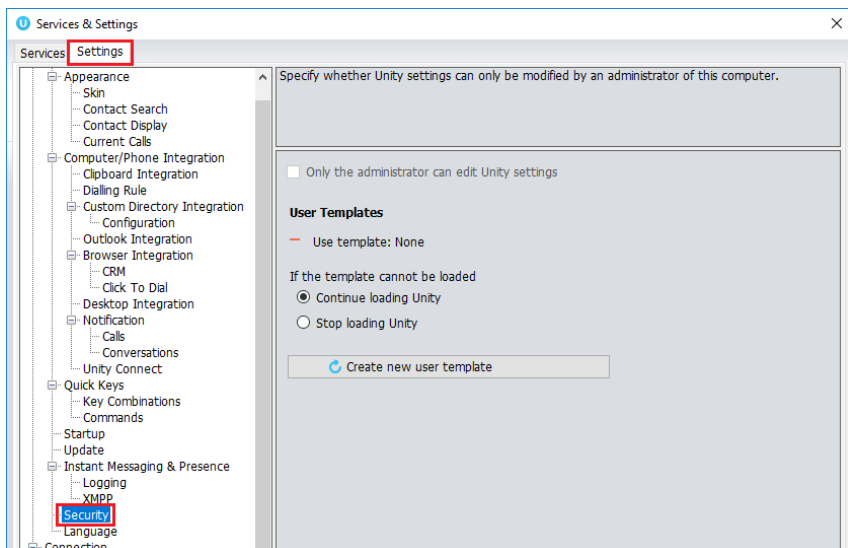 Services & Settings
Services
Settings
Appearance
Skin
Contact Search
Contact Display
Current Calls
Computer/Phone Integration
Clipboard Integration
Dialling Rule
Custom Directory Integration
Configuration
Outlook Integration
Browser Integration
CRM
Click To Dial
Desktop Integration
Notification
Calls
Conversations
Unity Connect
Quick Keys
Key Combinations
Commands
Startup
Update
Instant Messaging & Presence
Logging
XMPP
Security
Language
Connection
Specify whether Unity settings can only be modified by an administrator of this computer.
Only the administrator can edit Unity settings
User Templates
Use template: None
If the template cannot be loaded
Continue loading Unity
Stop loading Unity
Create new user template